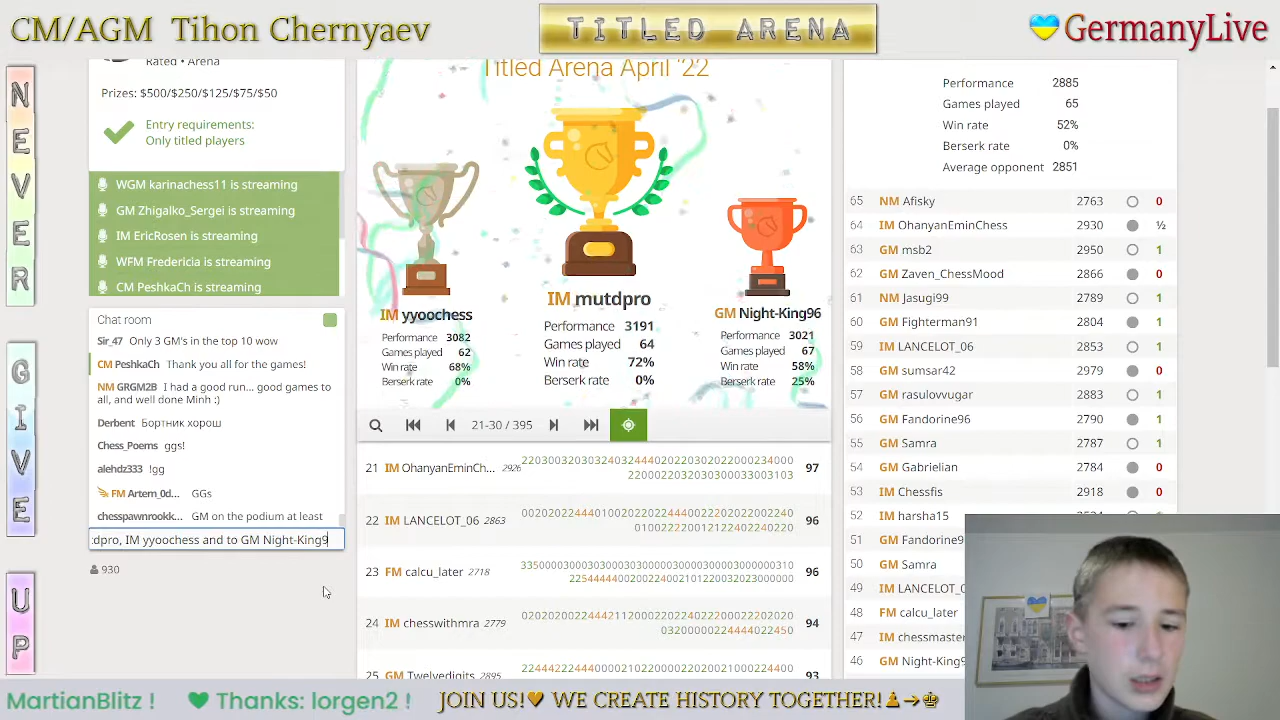 CM/AGM Tihon Chernyaev
TITLED ARENA
GermanyLive
NEVER
GIVE
UP
Rated • Arena
Prizes: $500/$250/$125/$75/$50
Entry requirements:
Only titled players
WGM karinachess11 is streaming
GM Zhigalko_Sergei is streaming
IM EricRosen is streaming
WFM Fredericia is streaming
CM PeshkaCh is streaming
Chat room
Sir_47 Only 3 GM's in the top 10 wow
CM PeshkaCh Thank you all for the games!
NM GRGM2B I had a good run... good games to
all, and well done Minh :)
Derbent Бортник хорош
Chess_Poems ggs!
alehdz333 !gg
FM Artem_0d... GGs
chesspawnrookk... GM on the podium at least
:dpro, IM yyoochess and to GM Night-King9
930
Titled Arena April '22
IM yyoochess
Performance 3082
Games played 62
Win rate 68%
Berserk rate 0%
IM mutdpro
Performance 3191
Games played 64
Win rate 72%
Berserk rate 0%
GM Night-King96
Performance 3021
Games played 67
Win rate 58%
Berserk rate 25%
21-30 / 395
21 IM OhanyanEminCh... 2926 97
22 IM LANCELOT_06 2863 96
23 FM calcu_later 2718 96
24 IM chesswithmra 2779 94
25 GM Twelvedigits 93
Performance 2885
Games played 65
Win rate 52%
Berserk rate 0%
Average opponent 2851
65 NM Afisky 2763 0
64 IM OhanyanEminChess 2930 ½
63 GM msb2 2950 1
62 GM Zaven_ChessMood 2866 0
61 NM Jasugi99 2789 1
60 GM Fighterman91 2804 1
59 IM LANCELOT_06 2853 1
58 GM sumsar42 2979 0
57 GM rasulovvugar 2883 1
56 GM Fandorine96 2790 1
55 GM Samra 2787 1
54 GM Gabrielian 2784 0
53 IM Chessfis 2918 0
52 IM harsha15
51 GM Fandorine9
50 GM Samra
49 IM LANCELOT_0
48 FM calcu_later
47 IM chessmaster
46 GM Night-King9
MartianBlitz !
Thanks: lorgen2 !
JOIN US! WE CREATE HISTORY TOGETHER!